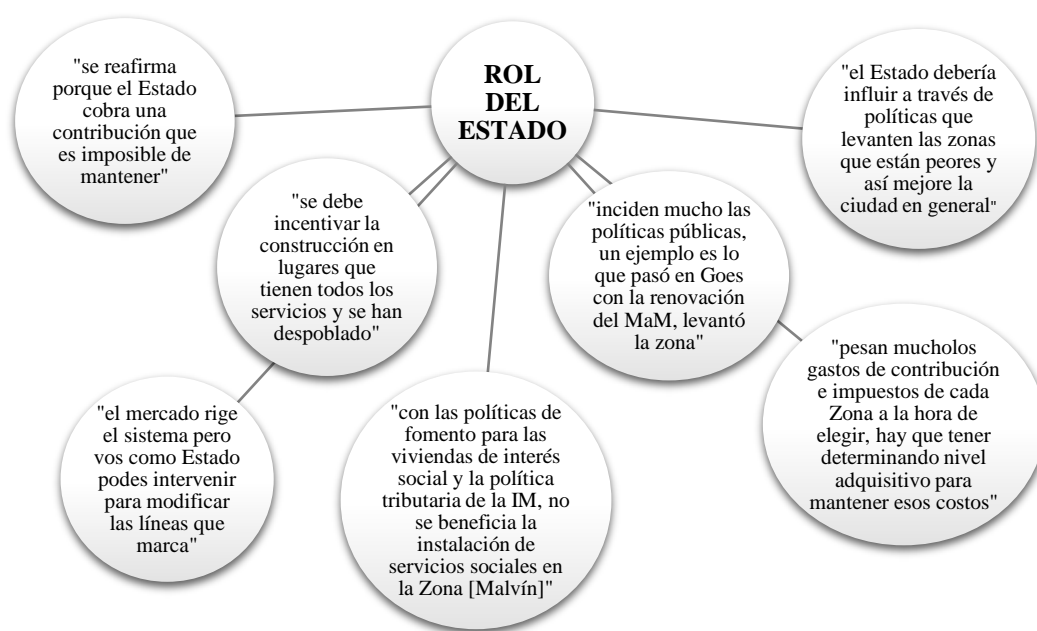 ROL
DEL
ESTADO
"se reafirma
porque el Estado
cobra una
contribución que
es imposible de
mantener"
"el Estado debería
influir a través de
políticas que
levanten las zonas
que están peores y
así mejore la
ciudad en general"
"se debe
incentivar la
construcción en
lugares que
tienen todos los
servicios y se han
despoblado"
"inciden mucho las
políticas públicas,
un ejemplo es lo
que pasó en Goes
con la renovación
del MaM, levantó
la zona"
"el mercado rige
el sistema pero
vos como Estado
podes intervenir
para modificar
las líneas que
marca"
"con las políticas de
fomento para las
viviendas de interés
social y la política
tributaria de la IM, no
se beneficia la
instalación de
servicios sociales en
la Zona [Malvín]"
"pesan mucholos
gastos de contribución
e impuestos de cada
Zona a la hora de
elegir, hay que tener
determinando nivel
adquisitivo para
mantener esos costos"